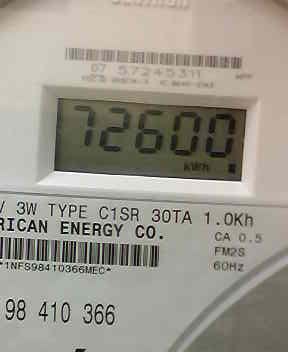 07 57245311
72600
kWh
V 3W TYPE C1SR 30TA 1.0Kh
RICAN ENERGY CO.
CA 0.5
FM2S
60Hz
*1NFS98410366MEC*
98 410 366